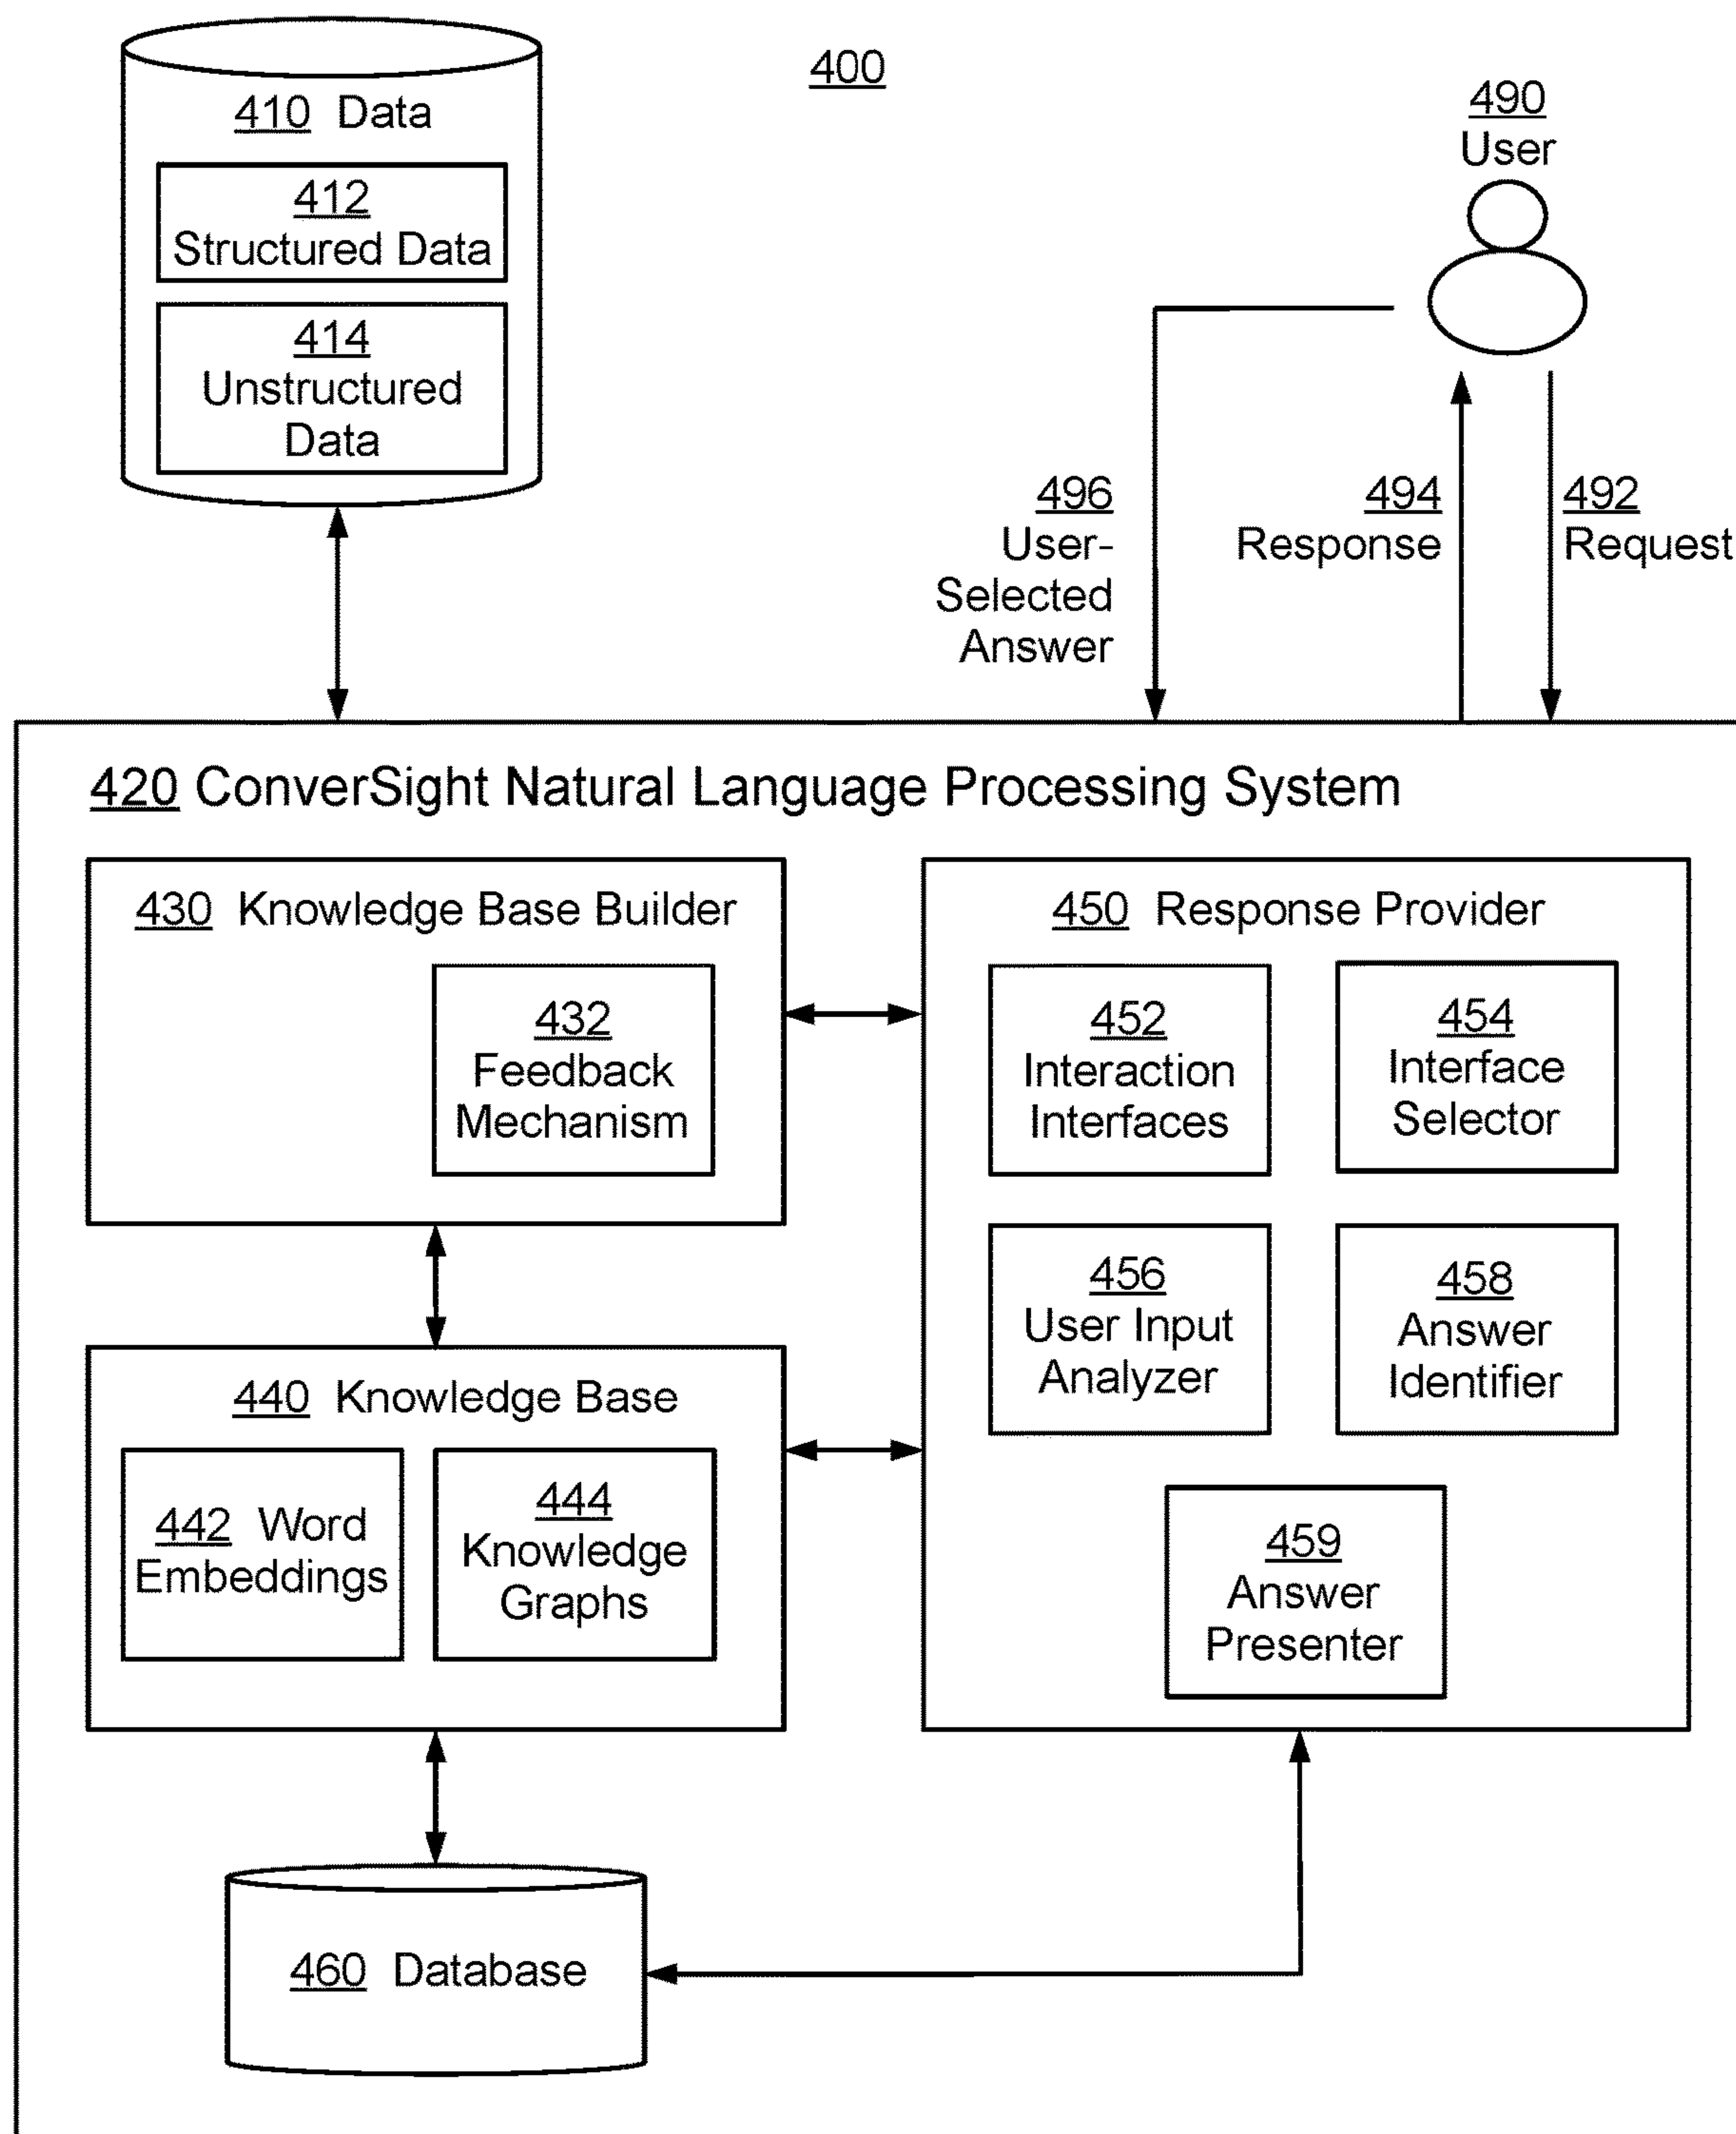 400
410 Data
412
Structured Data
414
Unstructured
Data
490
User
496
User-
Selected
Answer
494
Response
492
Request
420 ConverSight Natural Language Processing System
430 Knowledge Base Builder
432
Feedback
Mechanism
440 Knowledge Base
442 Word
Embeddings
444
Knowledge
Graphs
450 Response Provider
452
Interaction
Interfaces
454
Interface
Selector
456
User Input
Analyzer
458
Answer
Identifier
459
Answer
Presenter
460 Database